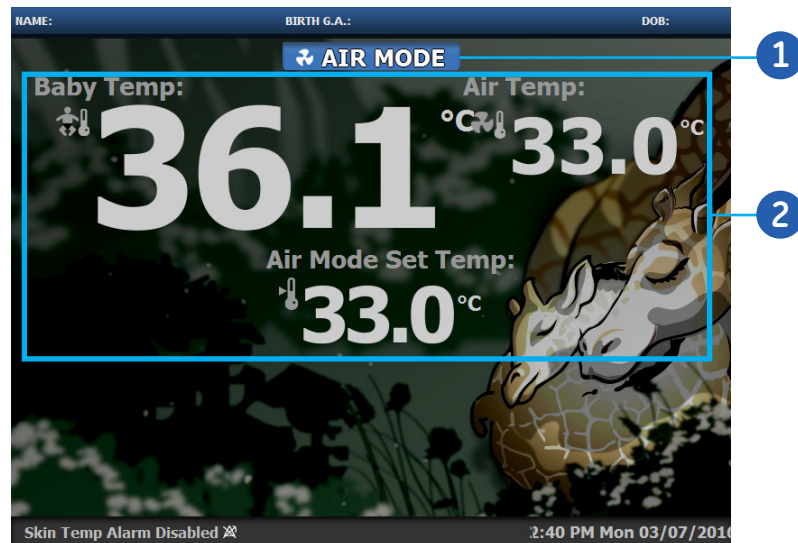 NAME: BIRTH G.A.: DOB:
AIR MODE
1
Baby Temp: Air Temp:
36.1 °C 33.0 °C
2
Air Mode Set Temp:
33.0 °C
Skin Temp Alarm Disabled 2:40 PM Mon 03/07/2016